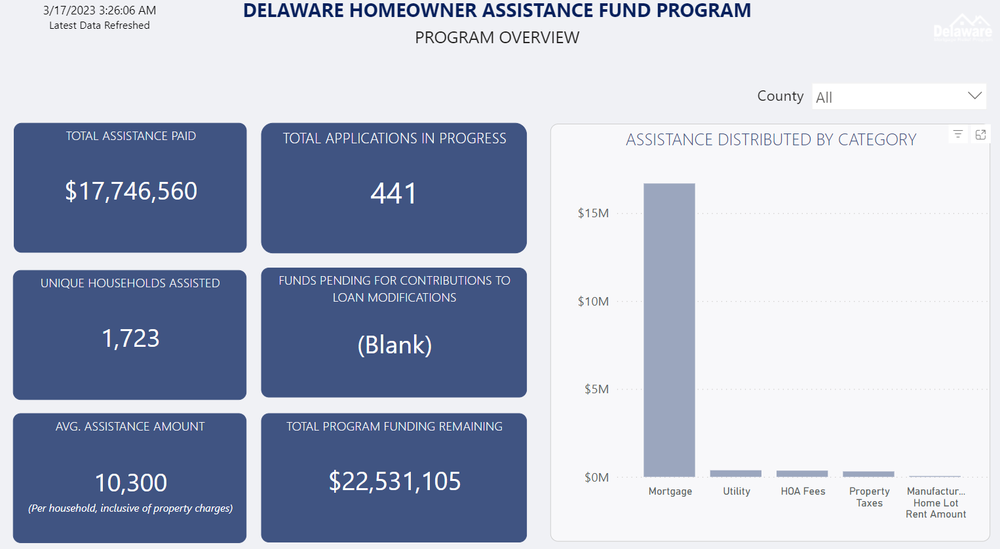 3/17/2023 3:26:06 AM
Latest Data Refreshed
DELAWARE HOMEOWNER ASSISTANCE FUND PROGRAM
PROGRAM OVERVIEW
Delaware
County
All
TOTAL ASSISTANCE PAID
$17,746,560
TOTAL APPLICATIONS IN PROGRESS
441
UNIQUE HOUSEHOLDS ASSISTED
1,723
FUNDS PENDING FOR CONTRIBUTIONS TO
LOAN MODIFICATIONS
(Blank)
AVG. ASSISTANCE AMOUNT
10,300
(Per household, inclusive of property charges)
TOTAL PROGRAM FUNDING REMAINING
$22,531,105
ASSISTANCE DISTRIBUTED BY CATEGORY
$15M
$10M
$5M
$0M
Mortgage
Utility
HOA Fees
Property
Taxes
Manufactur...
Home Lot
Rent Amount